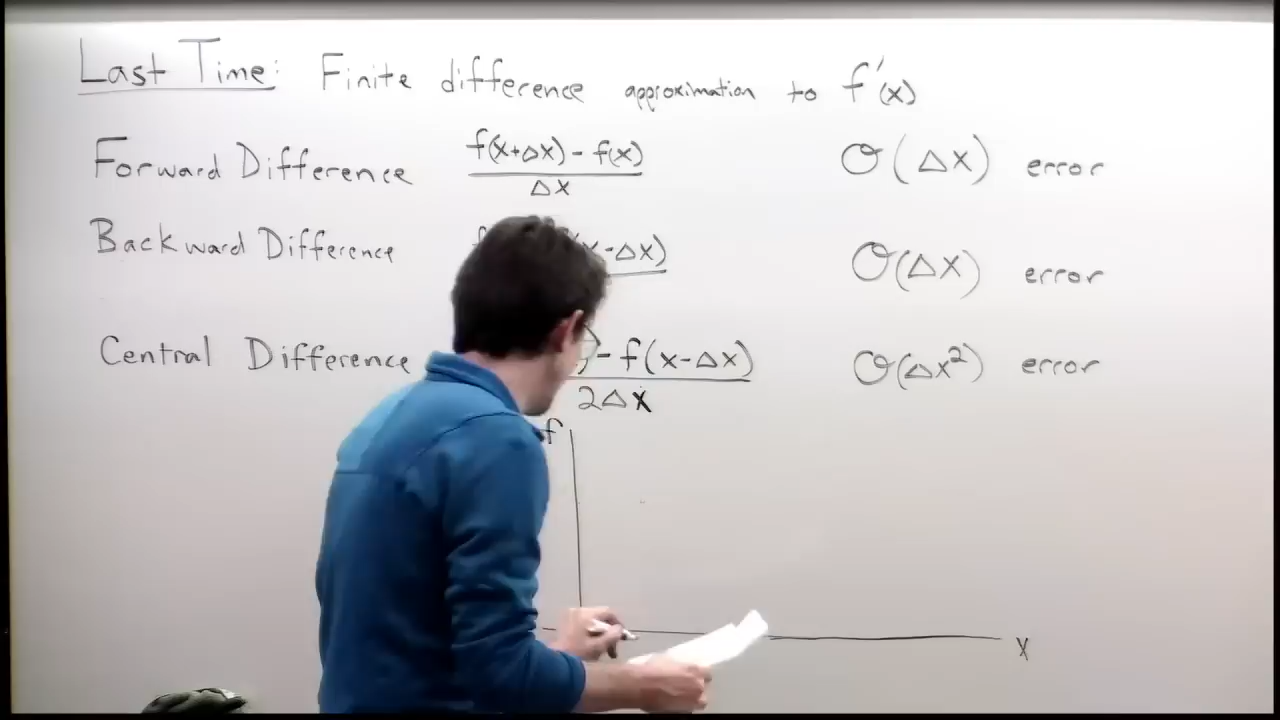 Last Time: Finite difference approximation to f'(x)
Forward Difference f(x+Δx) - f(x) O(Δx) error
Δx
Backward Difference (x-Δx) O(Δx) error
Central Difference ) - f(x-Δx) O(Δx²) error
2Δx
f
x